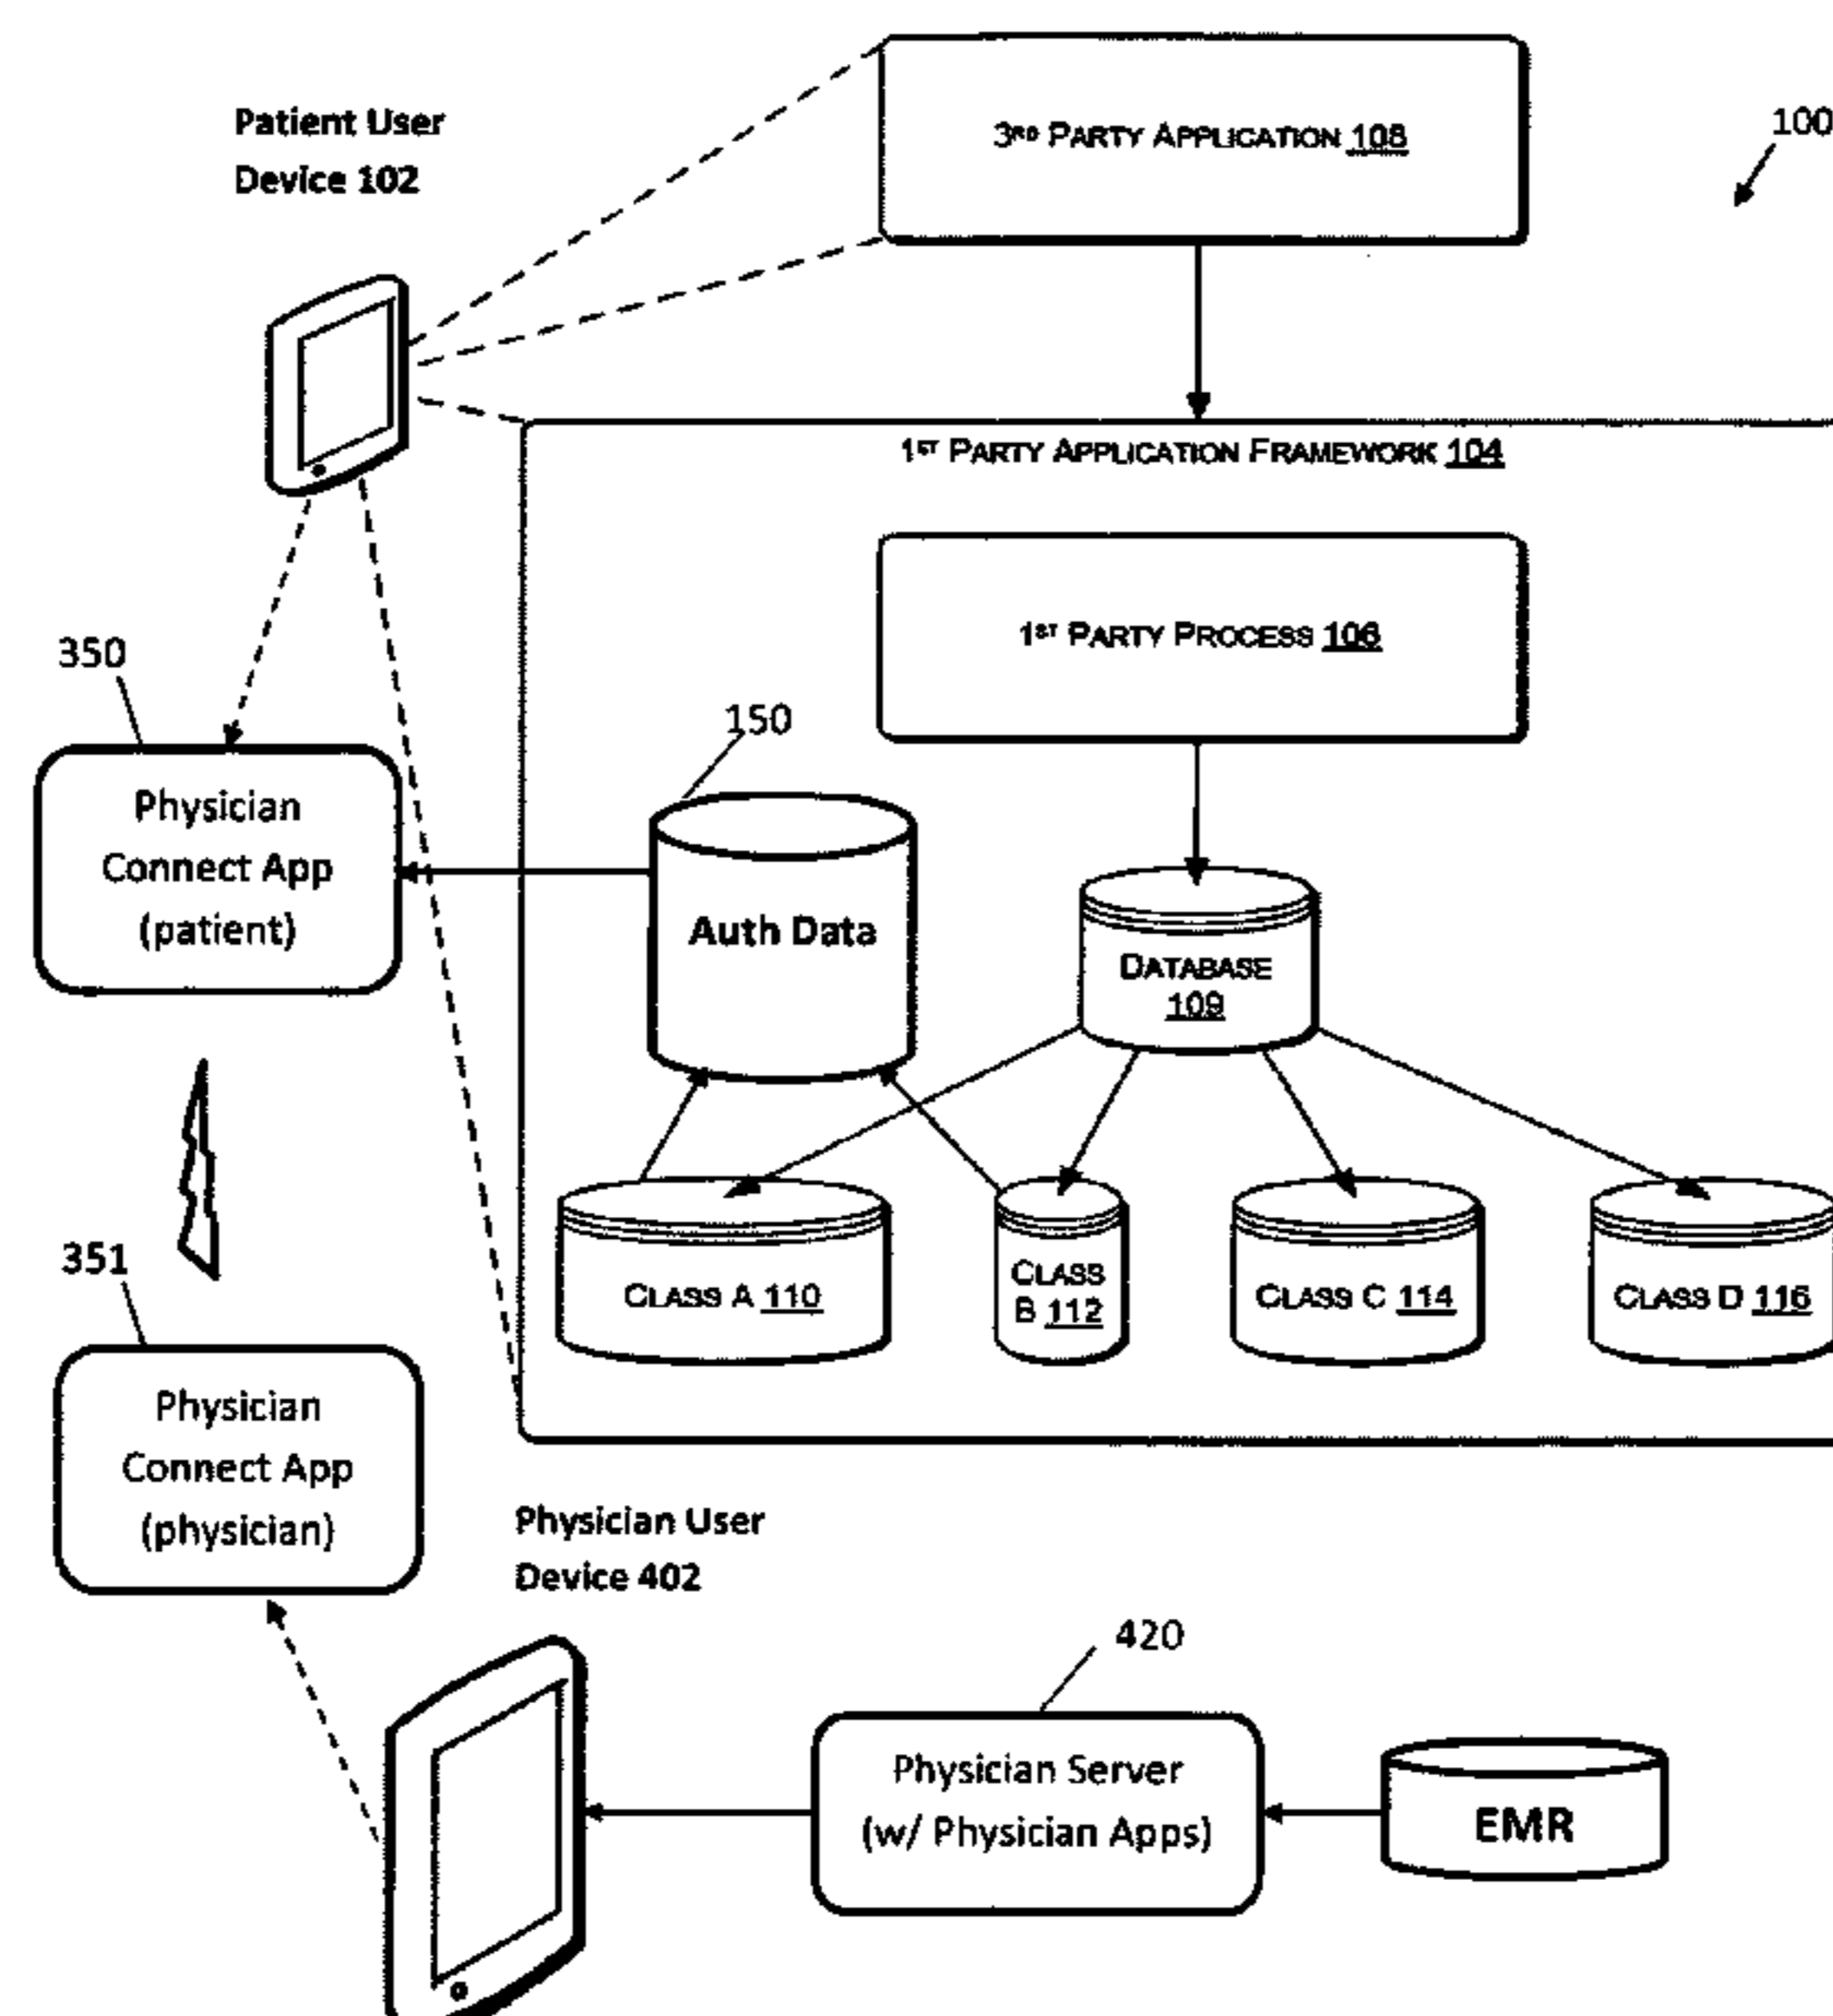 Patient User
Device 102
3RD PARTY APPLICATION 108
100
1ST PARTY APPLICATION FRAMEWORK 104
1ST PARTY PROCESS 106
350
150
Physician
Connect App
(patient)
Auth Data
DATABASE
109
351
CLASS A 110
CLASS
B 112
CLASS C 114
CLASS D 116
Physician
Connect App
(physician)
Physician User
Device 402
420
Physician Server
(w/ Physician Apps)
EMR